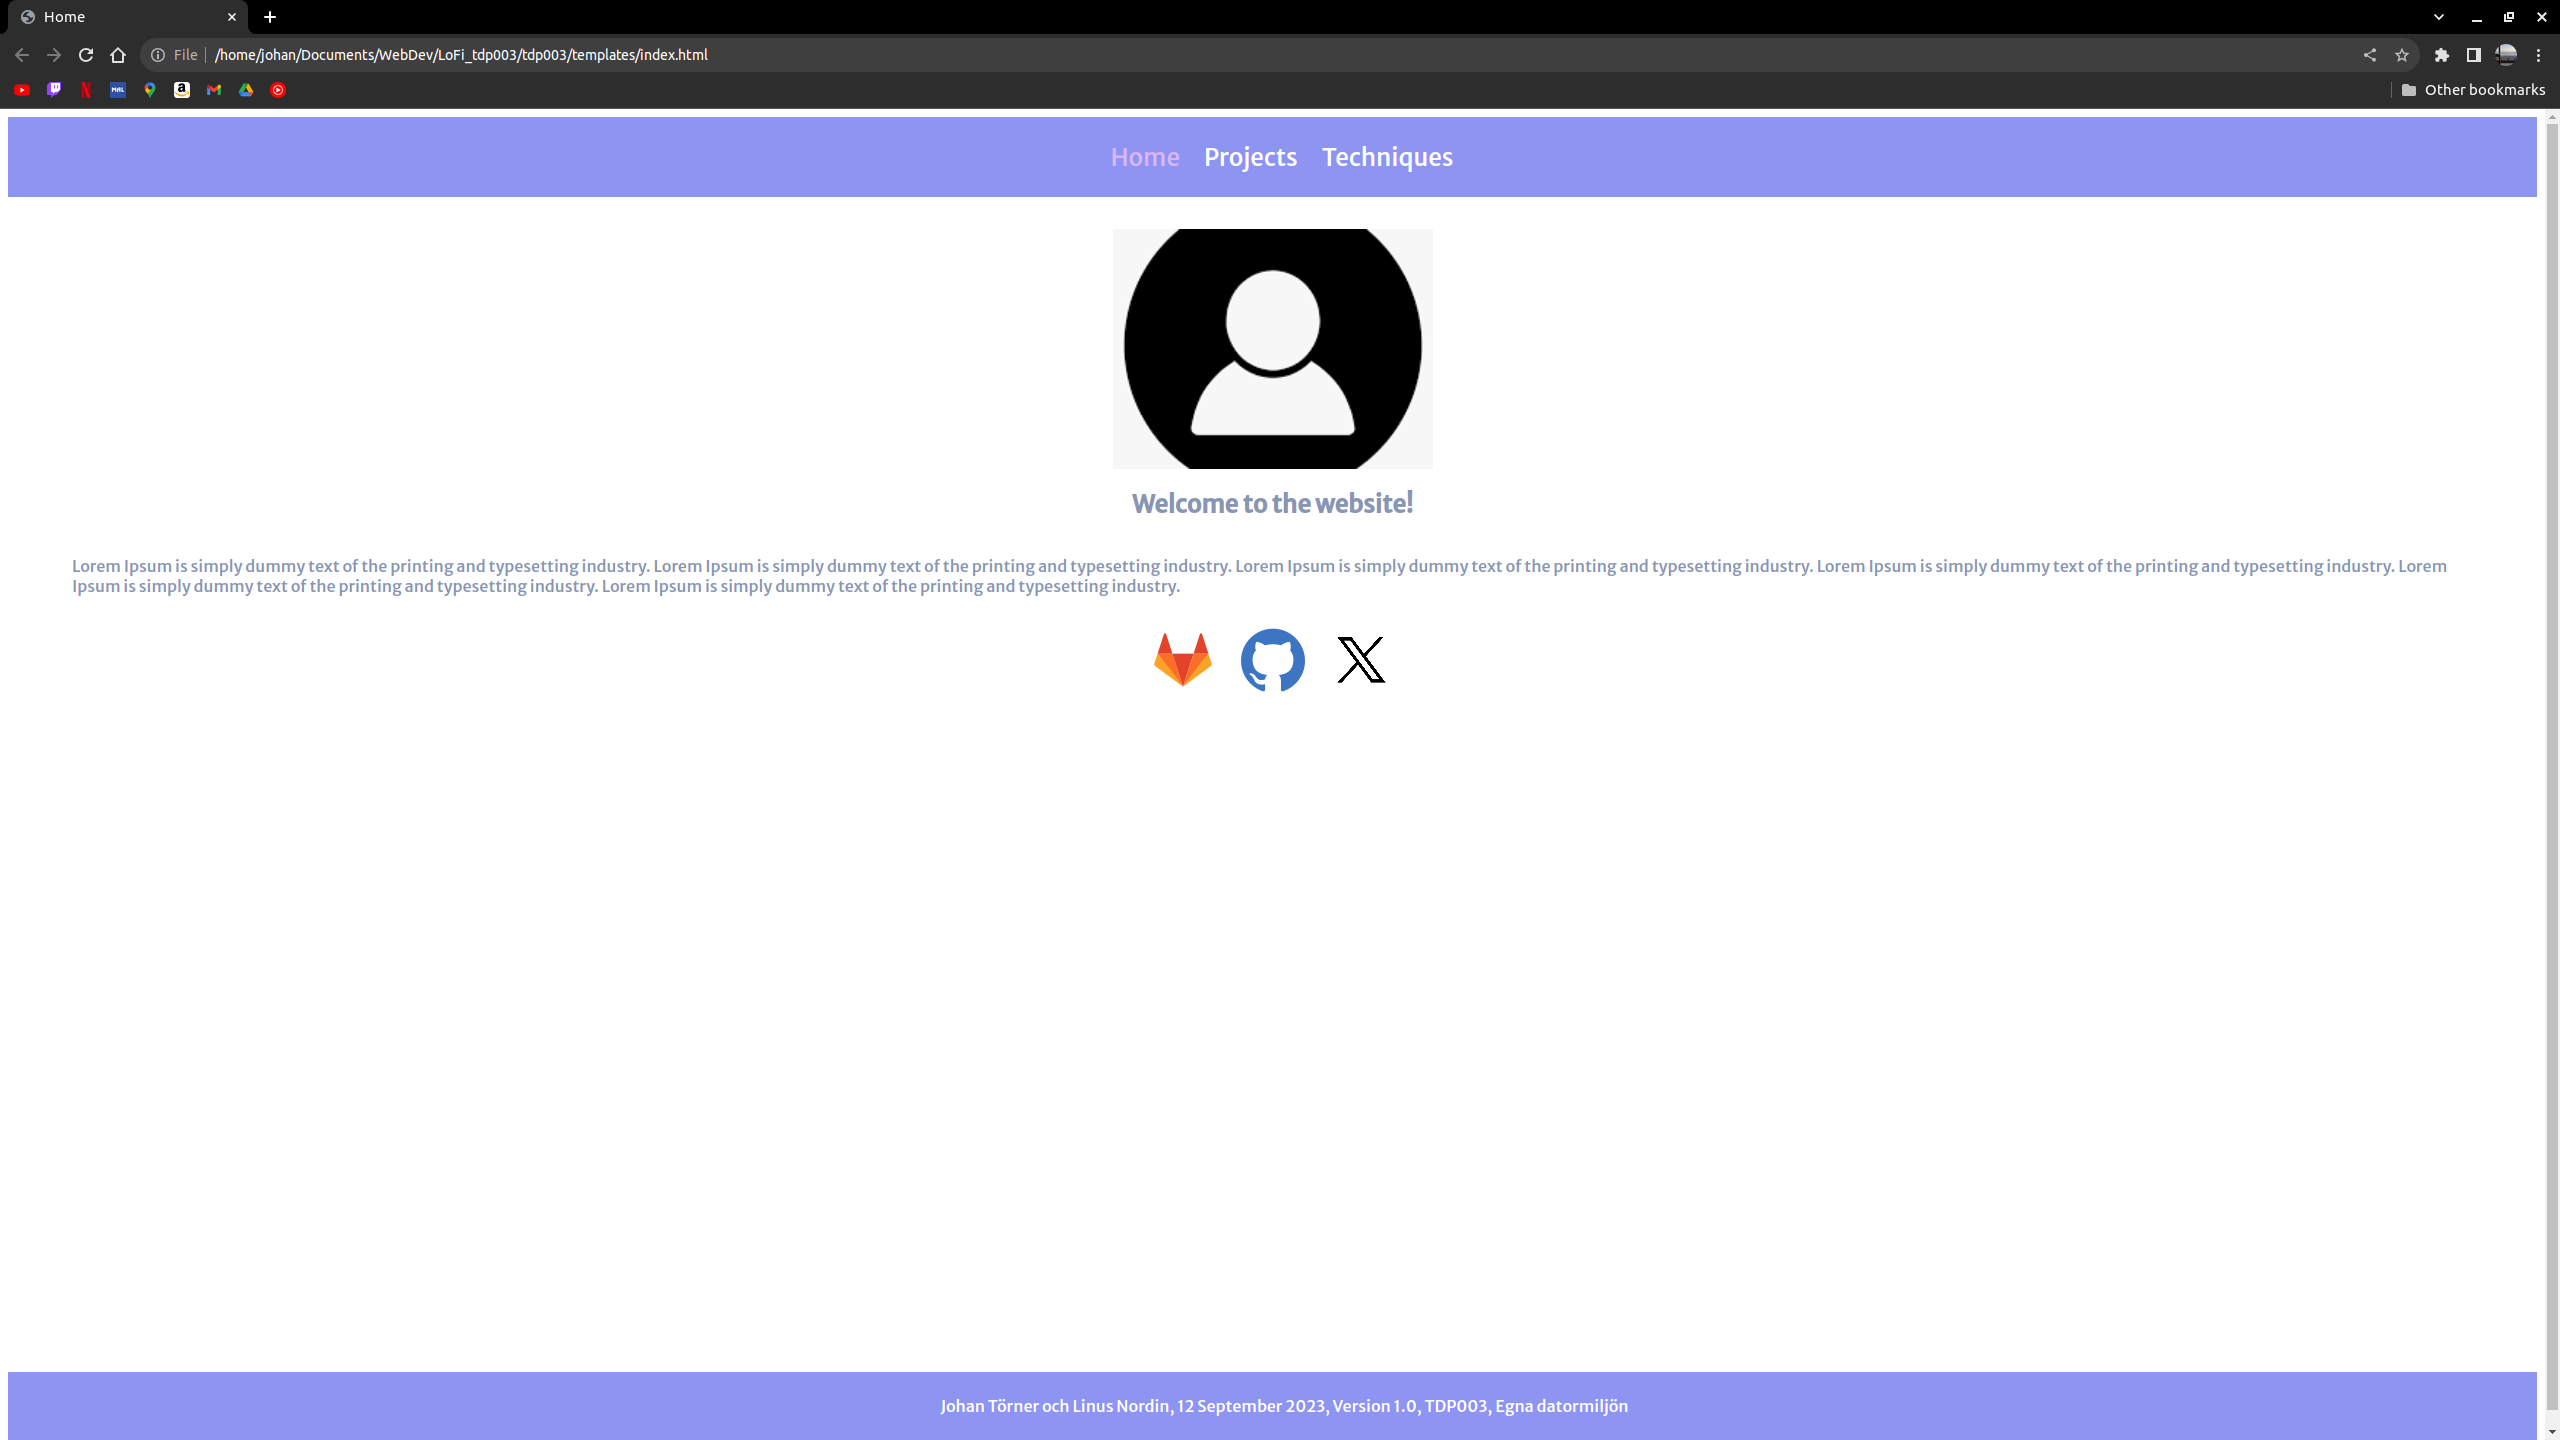 Home
File /home/johan/Documents/WebDev/LoFi_tdp003/tdp003/templates/index.html
MAL Other bookmarks
Home Projects Techniques
Welcome to the website!
Lorem Ipsum is simply dummy text of the printing and typesetting industry. Lorem Ipsum is simply dummy text of the printing and typesetting industry. Lorem Ipsum is simply dummy text of the printing and typesetting industry. Lorem Ipsum is simply dummy text of the printing and typesetting industry. Lorem
Ipsum is simply dummy text of the printing and typesetting industry. Lorem Ipsum is simply dummy text of the printing and typesetting industry.
Johan Törner och Linus Nordin, 12 September 2023, Version 1.0, TDP003, Egna datormiljön